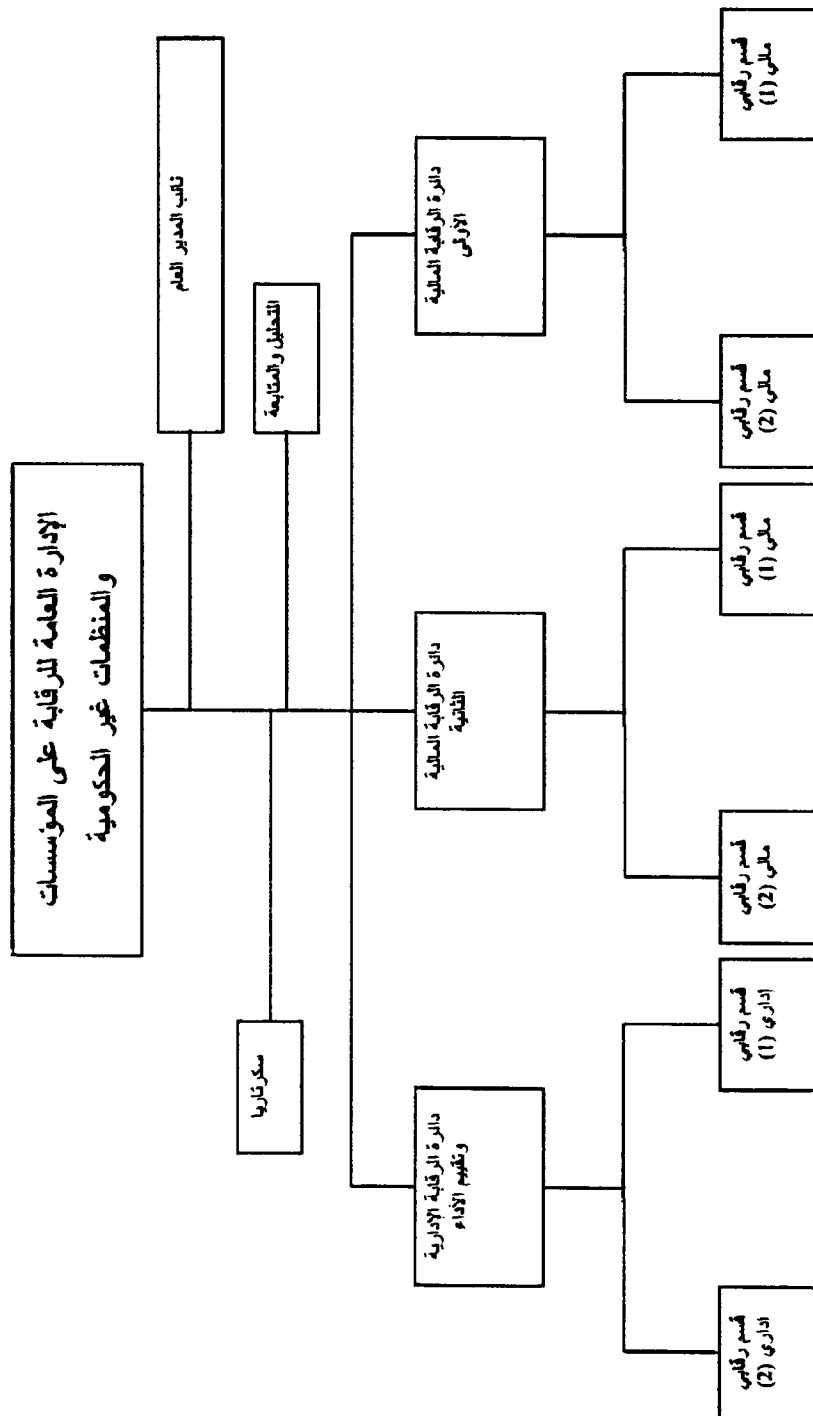 الإدارة العامة للرقابة على المؤسسات
والمنظمات غير الحكومية
نائب المدير العام
التحليل والمتابعة
سكرتاريا
دائرة الرقابة المالية
الأولى
دائرة الرقابة المالية
الثانية
دائرة الرقابة الإدارية
وتقييم الأداء
قسم رقابي
مالي (1)
قسم رقابي
مالي (2)
قسم رقابي
مالي (1)
قسم رقابي
مالي (2)
قسم رقابي
إداري (1)
قسم رقابي
اداري (2)